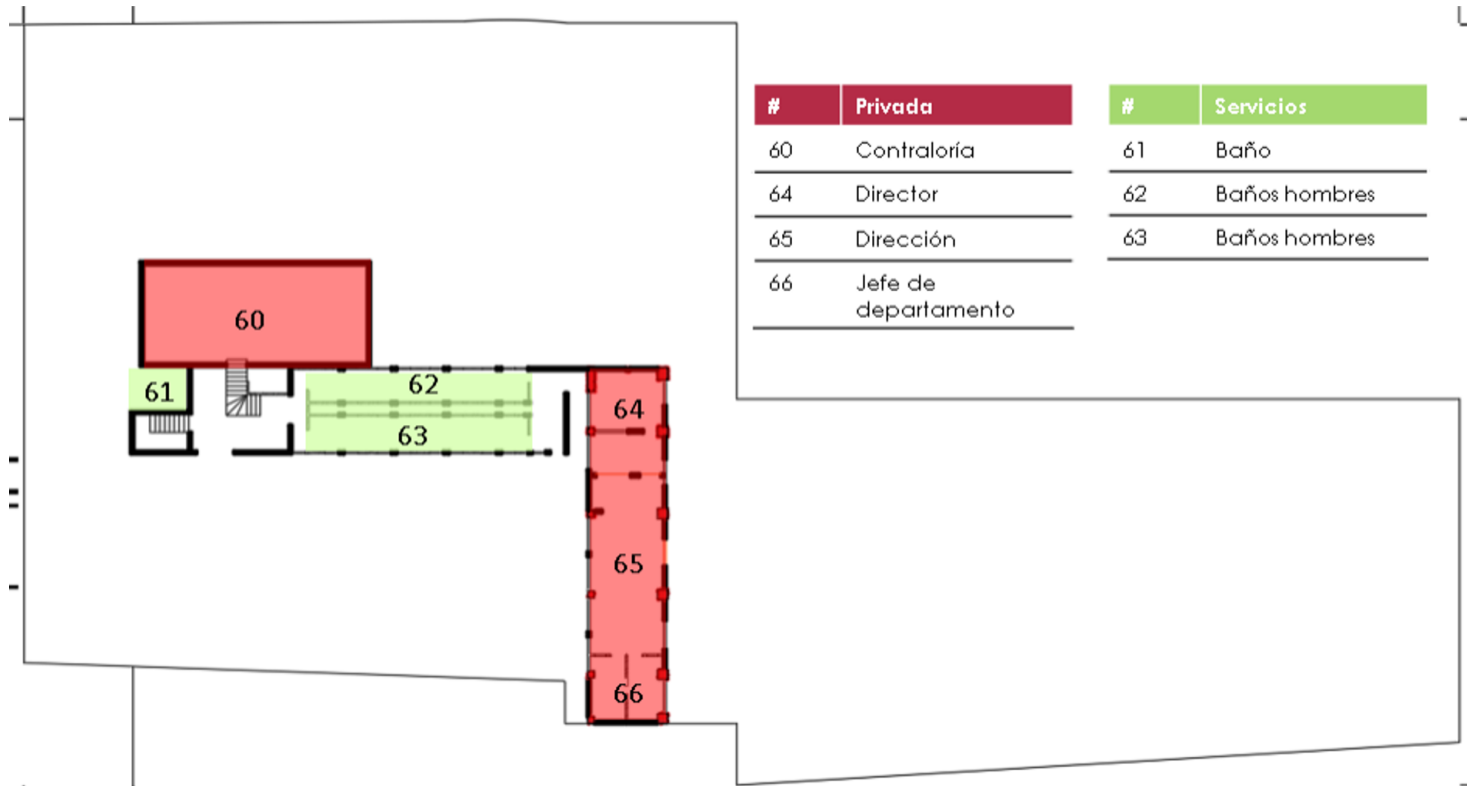 # Privada
60 Contraloría
64 Director
65 Dirección
66 Jefe de
departamento
# Servicios
61 Baño
62 Baños hombres
63 Baños hombres
60
61
62
63
64
65
66